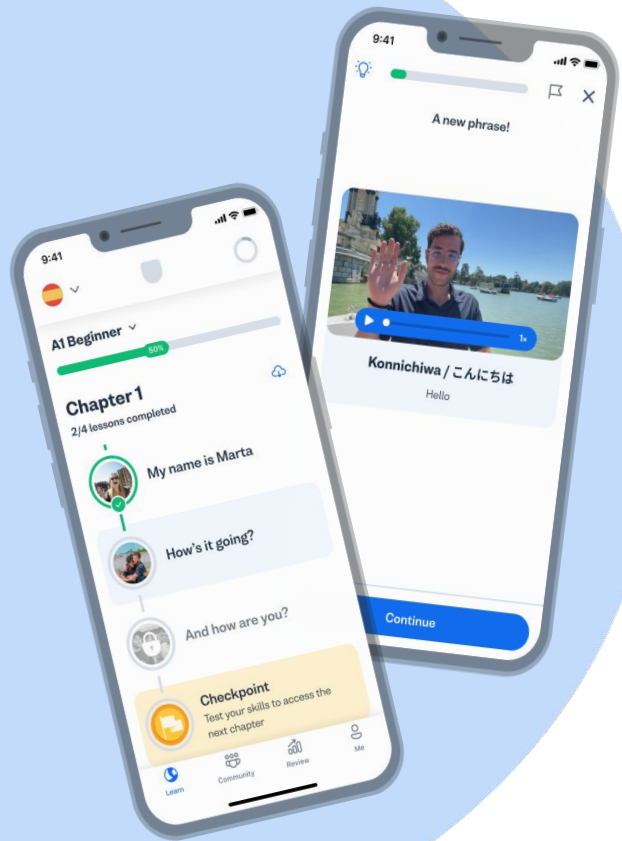 9:41
A new phrase!
1x
Konnichiwa / こんにちは
Hello
Continue
9:41
A1 Beginner
50%
Chapter 1
2/4 lessons completed
My name is Marta
How's it going?
And how are you?
Checkpoint
Test your skills to access the
next chapter
Learn
Community
Review
Me